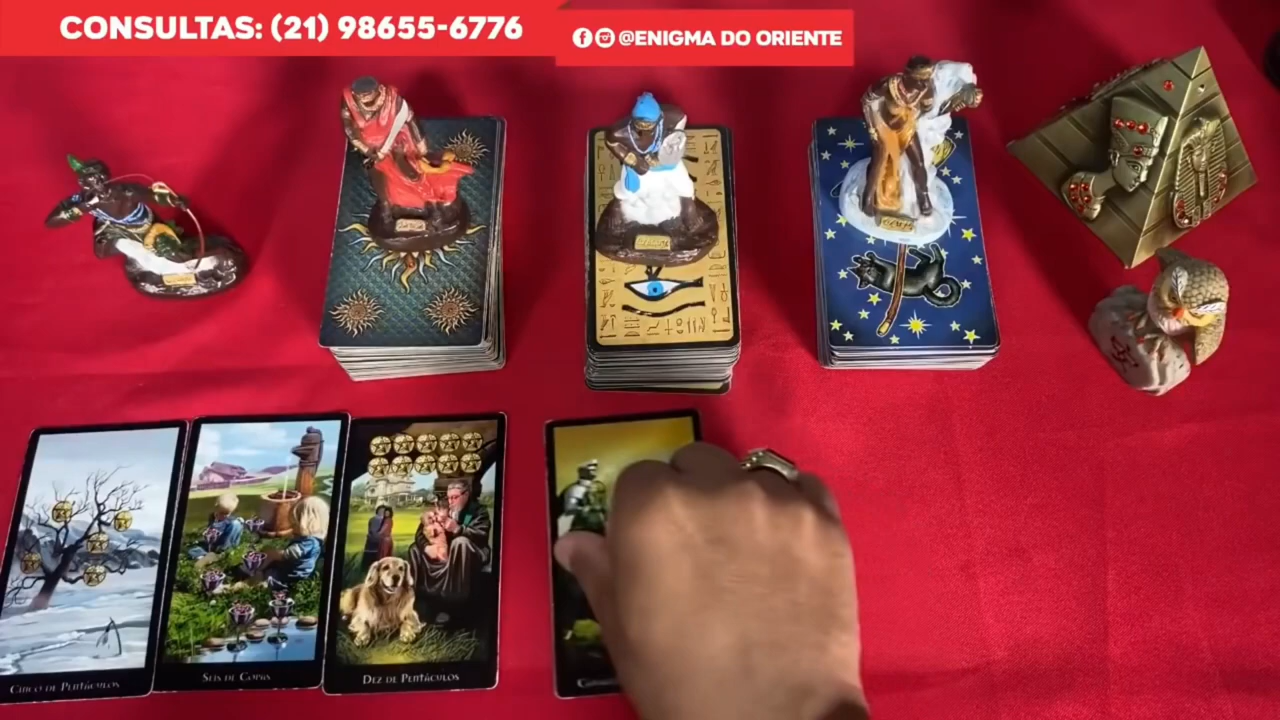 CONSULTAS: (21) 98655-6776
@ENIGMA DO ORIENTE
CINCO DE PENTÁCULOS
SEIS DE COPAS
DEZ DE PENTÁCULOS